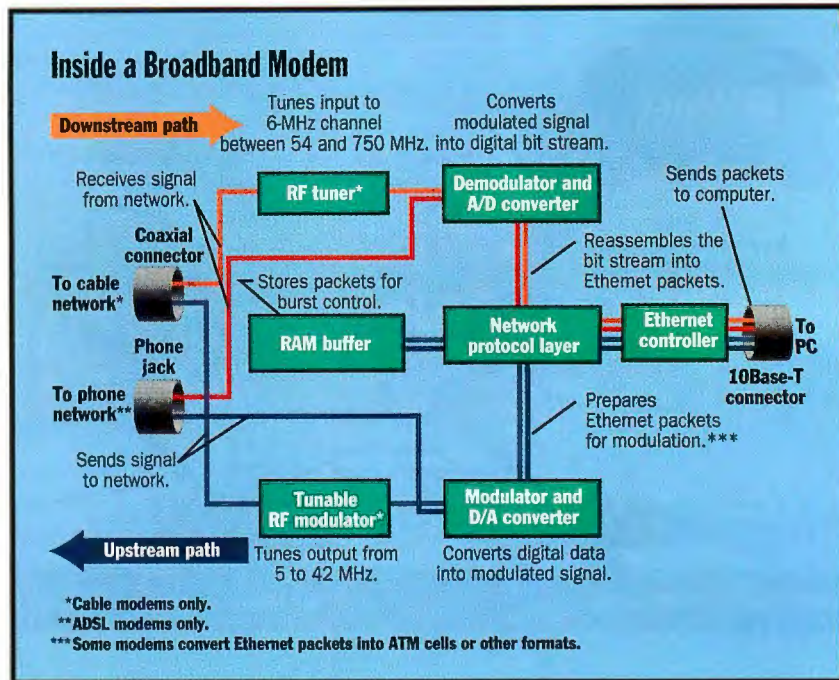 Inside a Broadband Modem
Downstream path
Tunes input to
6-MHz channel
between 54 and 750 MHz.
Converts
modulated signal
into digital bit stream.
Receives signal
from network.
RF tuner*
Demodulator and
A/D converter
Sends packets
to computer.
Coaxial
connector
To cable
network*
Stores packets for
burst control.
Reassembles the
bit stream into
Ethernet packets.
RAM buffer
Network
protocol layer
Ethernet
controller
To
PC
10Base-T
connector
Phone
jack
To phone
network**
Prepares
Ethernet packets
for modulation.***
Sends signal
to network.
Tunable
RF modulator*
Modulator and
D/A converter
Upstream path
Tunes output from
5 to 42 MHz.
Converts digital data
into modulated signal.
*Cable modems only.
**ADSL modems only.
***Some modems convert Ethernet packets into ATM cells or other formats.